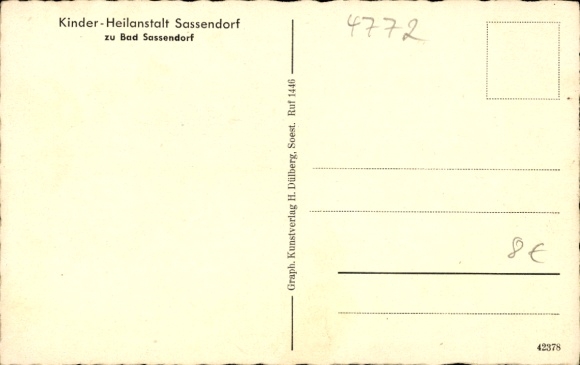 Kinder-Heilanstalt Sassendorf
zu Bad Sassendorf
Graph. Kunstverlag H. Dülberg, Soest. Ruf 1446
4772
8 €
42378